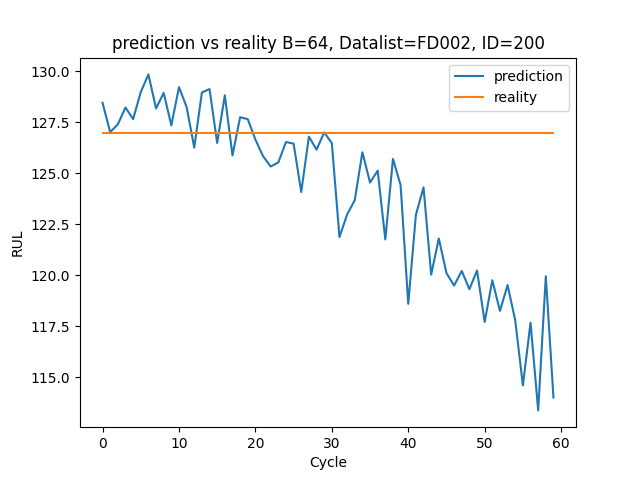 prediction vs reality B=64, Datalist=FD002, ID=200
prediction
reality
130.0
127.5
125.0
122.5
120.0
117.5
115.0
RUL
0 10 20 30 40 50 60
Cycle